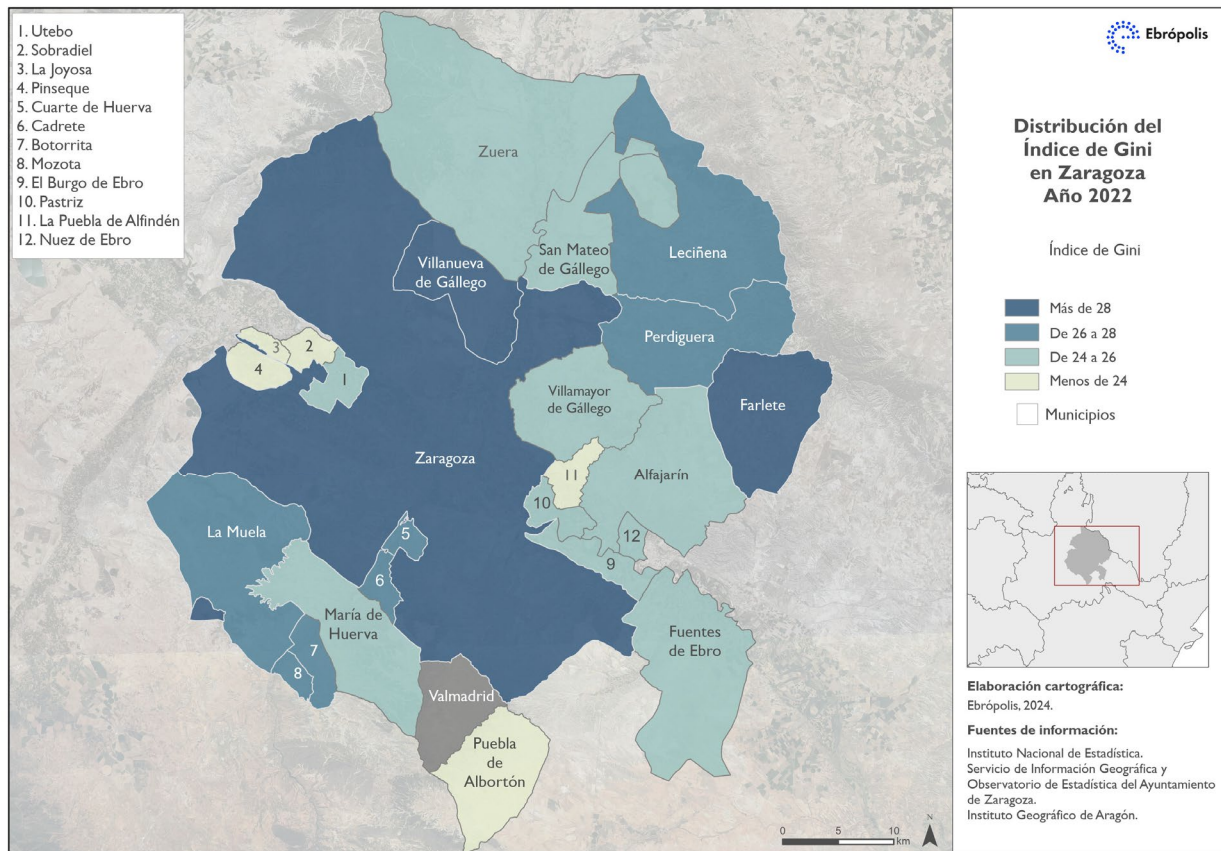 1. Utebo
2. Sobradiel
3. La Joyosa
4. Pinseque
5. Cuarte de Huerva
6. Cadrete
7. Botorrita
8. Mozota
9. El Burgo de Ebro
10. Pastriz
11. La Puebla de Alfindén
12. Nuez de Ebro
Zuera
San Mateo
de Gállego
Leciñena
Villanueva
de Gállego
Perdiguera
3
2
4
1
Villamayor
de Gállego
Farlete
Zaragoza
11
Alfajarín
10
La Muela
5
12
9
6
María de
Huerva
Fuentes
de Ebro
7
8
Valmadrid
Puebla
de
Albortón
0
5
10
km
N
Ebrópolis
Distribución del
Índice de Gini
en Zaragoza
Año 2022
Índice de Gini
Más de 28
De 26 a 28
De 24 a 26
Menos de 24
Municipios
Elaboración cartográfica:
Ebrópolis, 2024.
Fuentes de información:
Instituto Nacional de Estadística.
Servicio de Información Geográfica y
Observatorio de Estadística del Ayuntamiento
de Zaragoza.
Instituto Geográfico de Aragón.